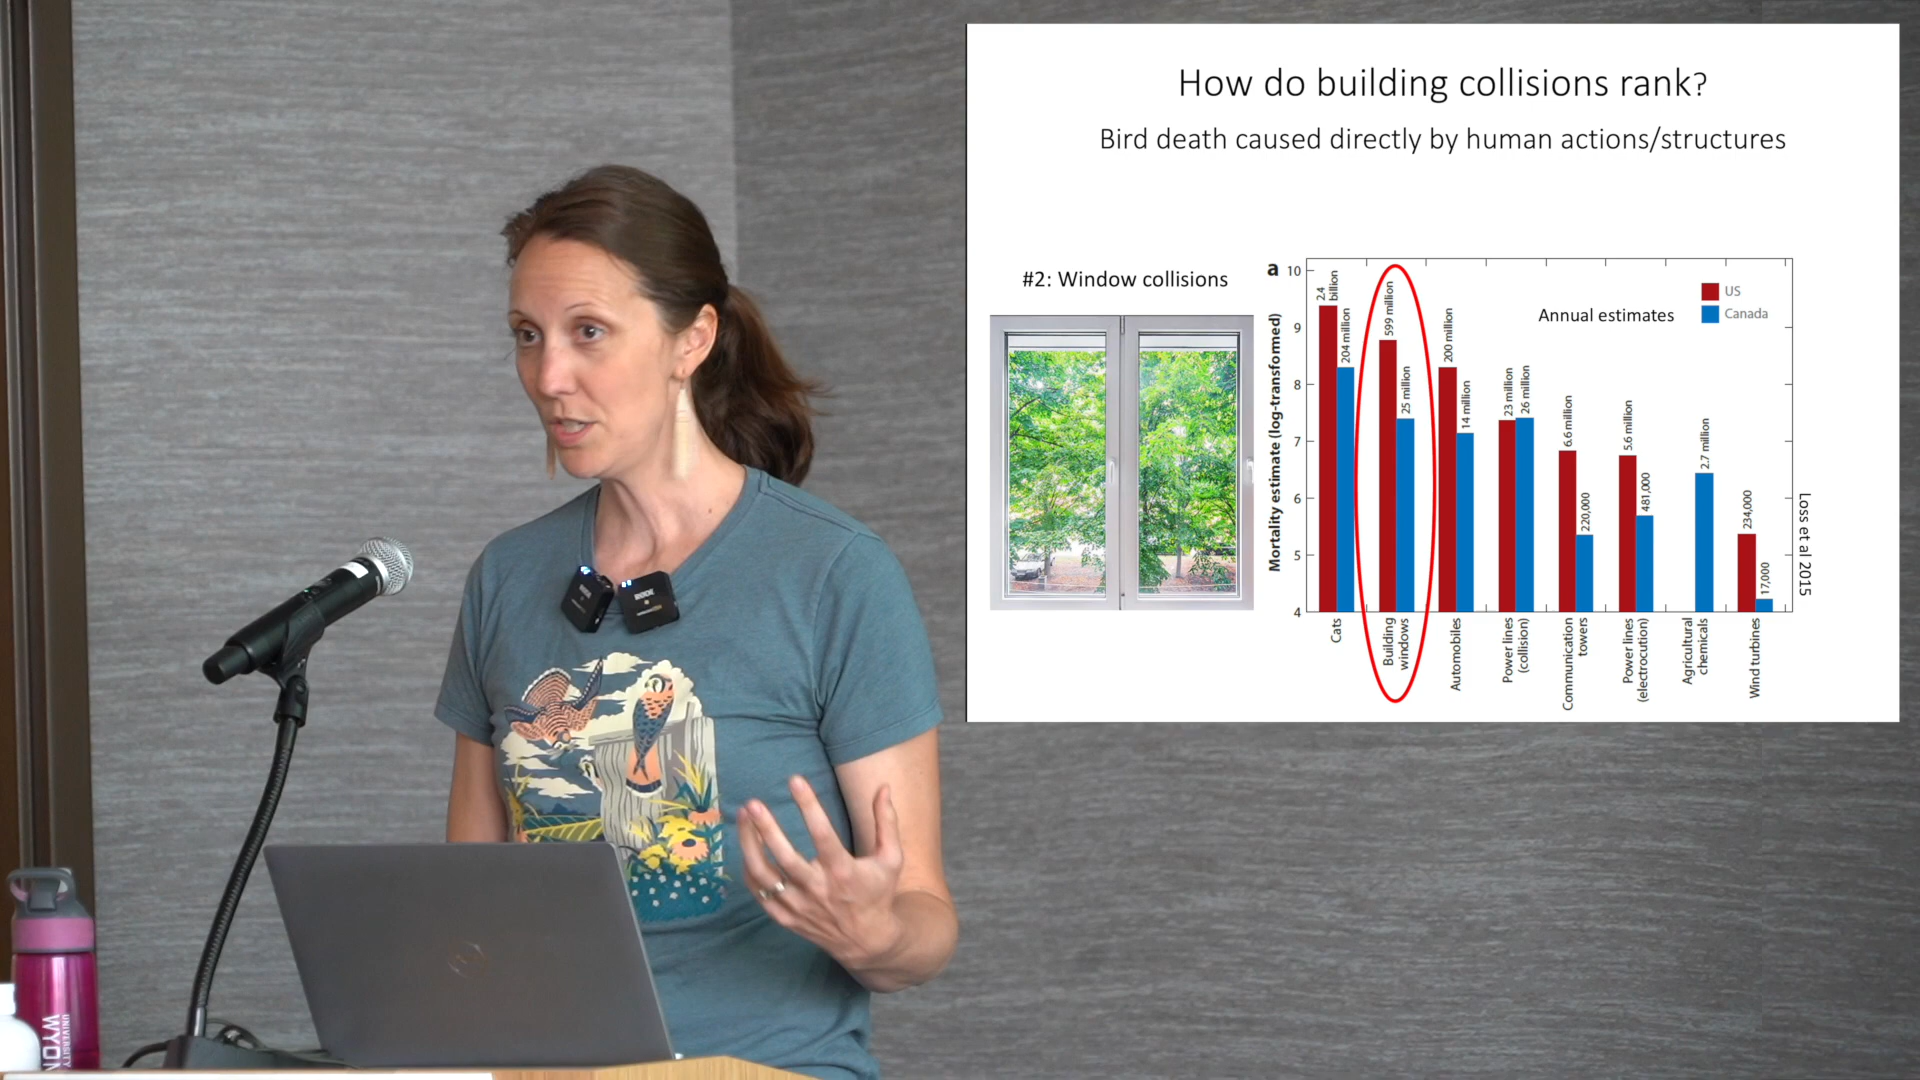 How do building collisions rank?
Bird death caused directly by human actions/structures
#2: Window collisions
a
Mortality estimate (log-transformed)
10
9
8
7
6
5
4
US
Canada
Annual estimates
2.4 billion
204 million
599 million
25 million
200 million
14 million
23 million
26 million
6.6 million
220,000
5.6 million
481,000
2.7 million
234,000
17,000
Cats
Building
windows
Automobiles
Power lines
(collision)
Communication
towers
Power lines
(electrocution)
Agricultural
chemicals
Wind turbines
Loss et al 2015
UNIVERSITY